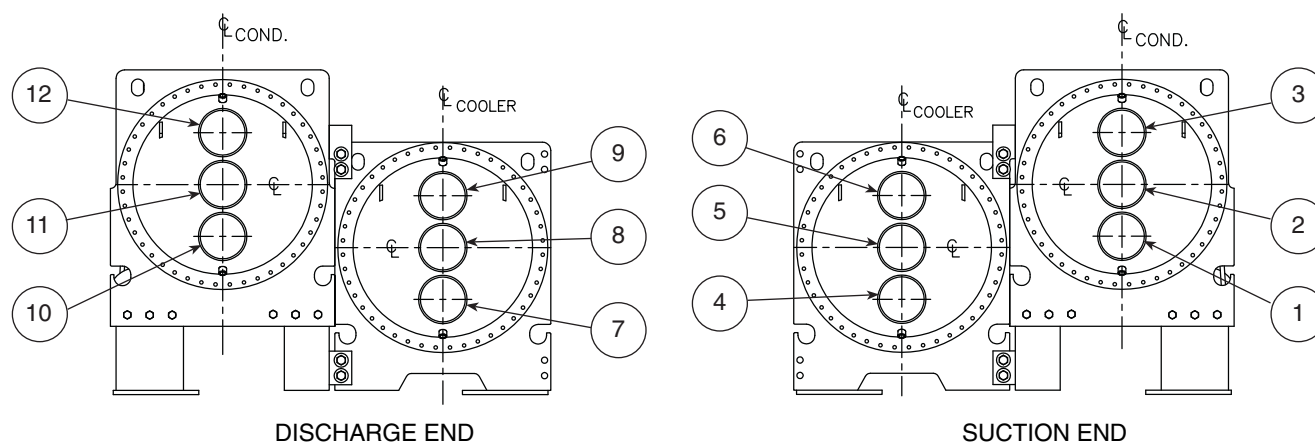 ℄ COND.
℄ COND.
12
3
℄ COOLER
℄ COOLER
9
6
℄
℄
11
8
5
2
℄
℄
10
7
4
1
DISCHARGE END
SUCTION END